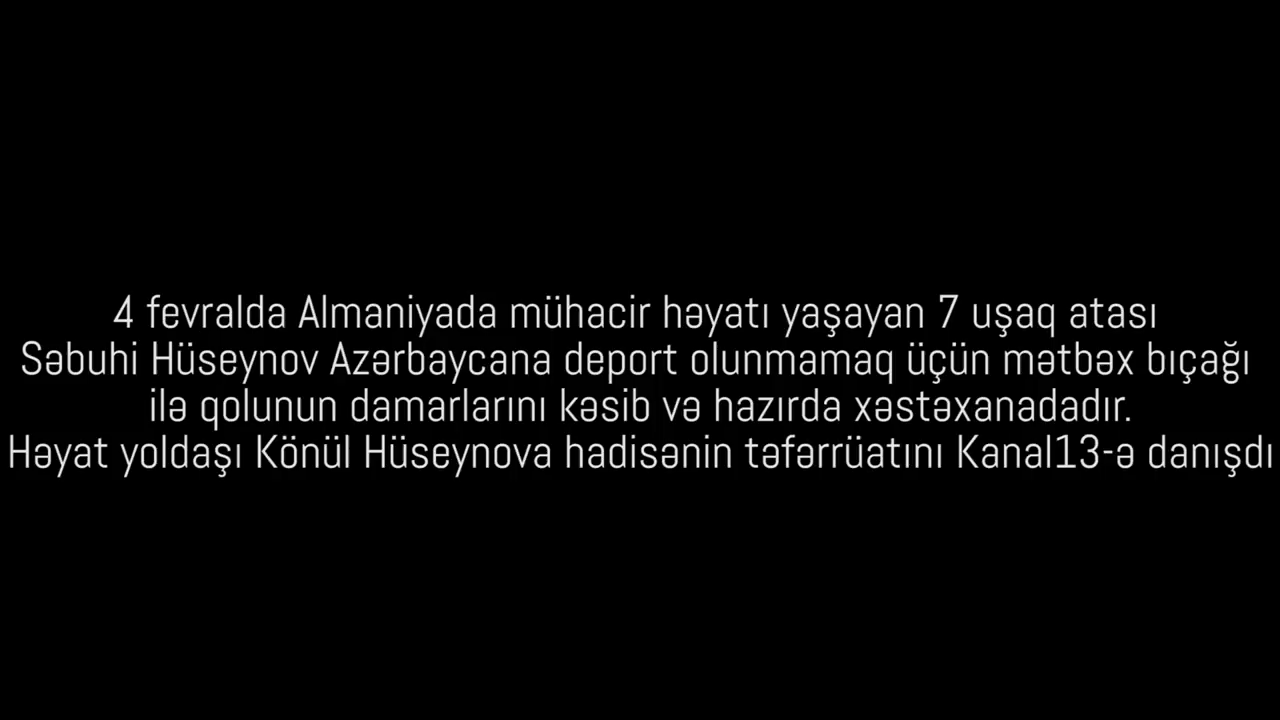 4 fevralda Almaniyada mühacir həyatı yaşayan 7 uşaq atası
Səbuhi Hüseynov Azərbaycana deport olunmamaq üçün mətbəx bıçağı
ilə qolunun damarlarını kəsib və hazırda xəstəxanadadır.
Həyat yoldaşı Könül Hüseynova hadisənin təfərrüatını Kanal13-ə danışdı